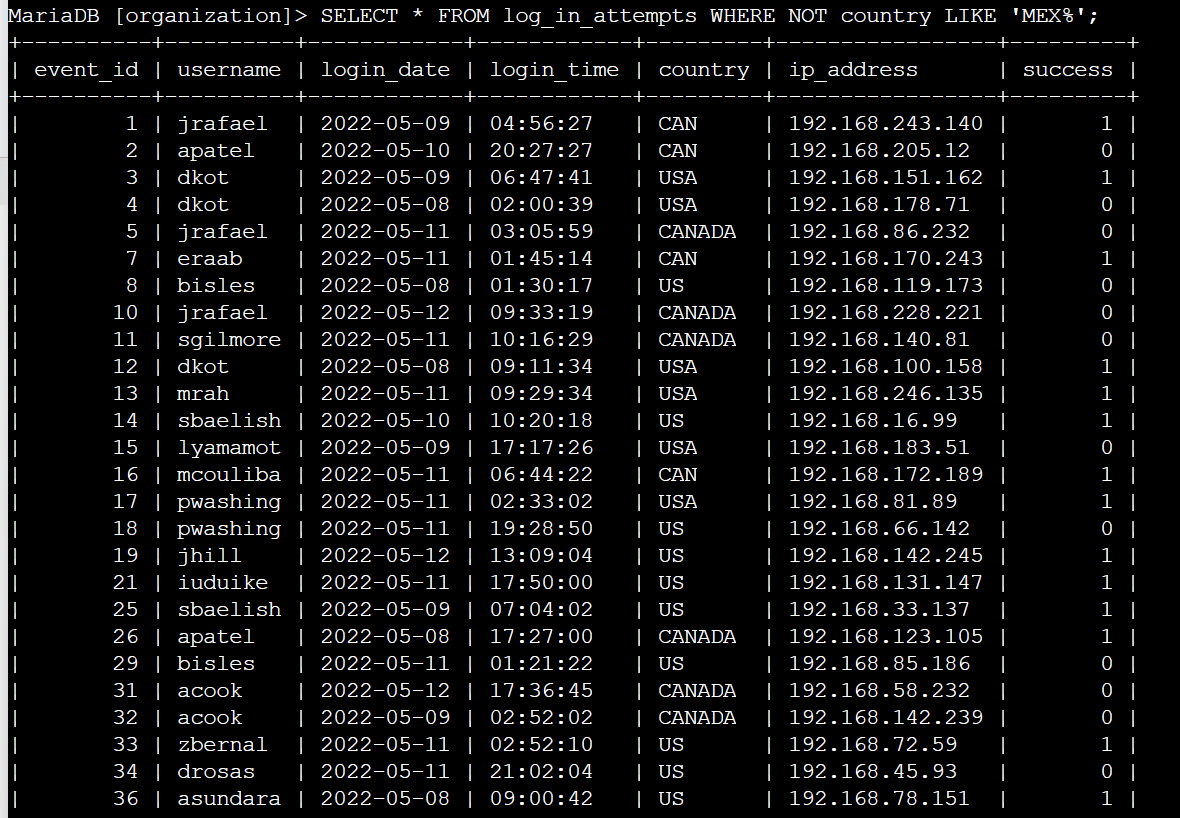 MariaDB [organization]> SELECT * FROM log_in_attempts WHERE NOT country LIKE 'MEX%';
+----------+----------+------------+------------+---------+-----------------+---------+
| event_id | username | login_date | login_time | country | ip_address      | success |
+----------+----------+------------+------------+---------+-----------------+---------+
|        1 | jrafael  | 2022-05-09 | 04:56:27   | CAN     | 192.168.243.140 |       1 |
|        2 | apatel   | 2022-05-10 | 20:27:27   | CAN     | 192.168.205.12  |       0 |
|        3 | dkot     | 2022-05-09 | 06:47:41   | USA     | 192.168.151.162 |       1 |
|        4 | dkot     | 2022-05-08 | 02:00:39   | USA     | 192.168.178.71  |       0 |
|        5 | jrafael  | 2022-05-11 | 03:05:59   | CANADA  | 192.168.86.232  |       0 |
|        7 | eraab    | 2022-05-11 | 01:45:14   | CAN     | 192.168.170.243 |       1 |
|        8 | bisles   | 2022-05-08 | 01:30:17   | US      | 192.168.119.173 |       0 |
|       10 | jrafael  | 2022-05-12 | 09:33:19   | CANADA  | 192.168.228.221 |       0 |
|       11 | sgilmore | 2022-05-11 | 10:16:29   | CANADA  | 192.168.140.81  |       0 |
|       12 | dkot     | 2022-05-08 | 09:11:34   | USA     | 192.168.100.158 |       1 |
|       13 | mrah     | 2022-05-11 | 09:29:34   | USA     | 192.168.246.135 |       1 |
|       14 | sbaelish | 2022-05-10 | 10:20:18   | US      | 192.168.16.99   |       1 |
|       15 | lyamamot | 2022-05-09 | 17:17:26   | USA     | 192.168.183.51  |       0 |
|       16 | mcouliba | 2022-05-11 | 06:44:22   | CAN     | 192.168.172.189 |       1 |
|       17 | pwashing | 2022-05-11 | 02:33:02   | USA     | 192.168.81.89   |       1 |
|       18 | pwashing | 2022-05-11 | 19:28:50   | US      | 192.168.66.142  |       0 |
|       19 | jhill    | 2022-05-12 | 13:09:04   | US      | 192.168.142.245 |       1 |
|       21 | iuduike  | 2022-05-11 | 17:50:00   | US      | 192.168.131.147 |       1 |
|       25 | sbaelish | 2022-05-09 | 07:04:02   | US      | 192.168.33.137  |       1 |
|       26 | apatel   | 2022-05-08 | 17:27:00   | CANADA  | 192.168.123.105 |       1 |
|       29 | bisles   | 2022-05-11 | 01:21:22   | US      | 192.168.85.186  |       0 |
|       31 | acook    | 2022-05-12 | 17:36:45   | CANADA  | 192.168.58.232  |       0 |
|       32 | acook    | 2022-05-09 | 02:52:02   | CANADA  | 192.168.142.239 |       0 |
|       33 | zbernal  | 2022-05-11 | 02:52:10   | US      | 192.168.72.59   |       1 |
|       34 | drosas   | 2022-05-11 | 21:02:04   | US      | 192.168.45.93   |       0 |
|       36 | asundara | 2022-05-08 | 09:00:42   | US      | 192.168.78.151  |       1 |